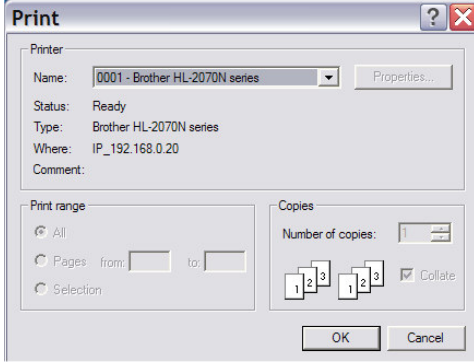 Print
Printer
Name: 0001 - Brother HL-2070N series Properties...
Status: Ready
Type: Brother HL-2070N series
Where: IP_192.168.0.20
Comment:
Print range
All
Pages from: to:
Selection
Copies
Number of copies: 1
1 2 3 1 2 3 Collate
OK Cancel